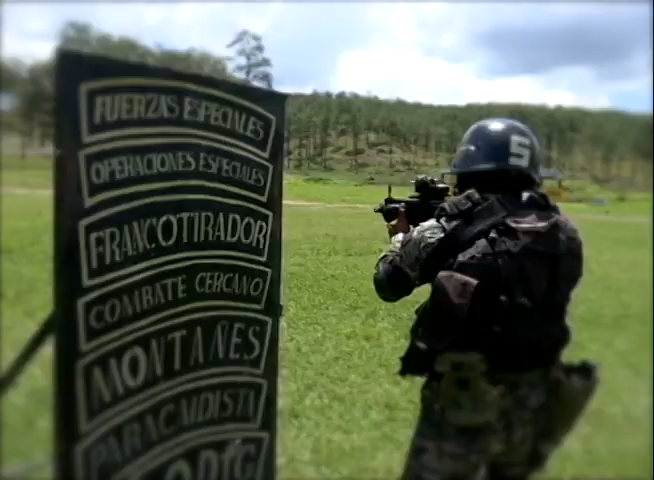 FUERZAS ESPECIALES
OPERACIONES ESPECIALES
FRANCOTIRADOR
COMBATE CERCANO
MONTAÑES
PARACAIDISTA
5